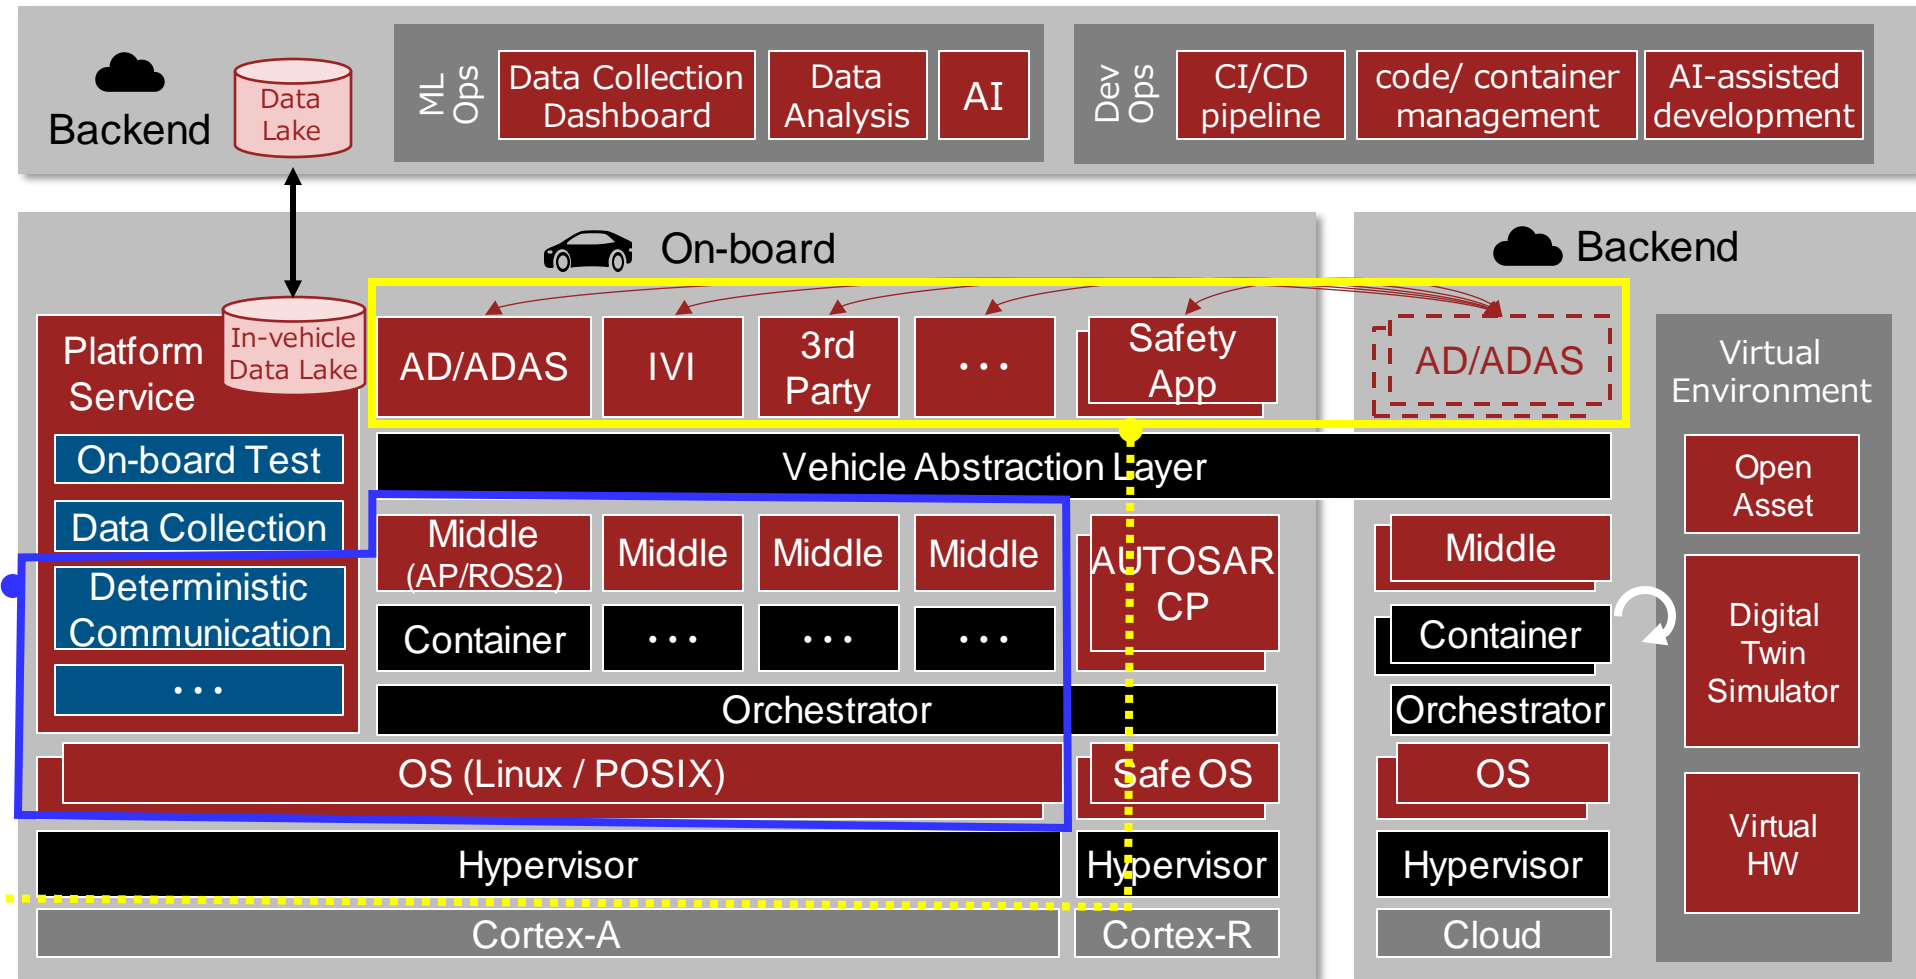 Backend
Data
Lake
ML
Ops
Data Collection
Dashboard
Data
Analysis
AI
Dev
Ops
CI/CD
pipeline
code/ container
management
AI-assisted
development
On-board
Backend
Platform
Service
In-vehicle
Data Lake
AD/ADAS
IVI
3rd
Party
...
Safety
App
AD/ADAS
Virtual
Environment
On-board Test
Data Collection
Deterministic
Communication
...
Vehicle Abstraction Layer
Middle
(AP/ROS2)
Middle
Middle
Middle
AUTOSAR
CP
Middle
Container
...
...
...
Container
Orchestrator
Orchestrator
OS (Linux / POSIX)
Safe OS
OS
Hypervisor
Hypervisor
Hypervisor
Cortex-A
Cortex-R
Cloud
Open
Asset
Digital
Twin
Simulator
Virtual
HW